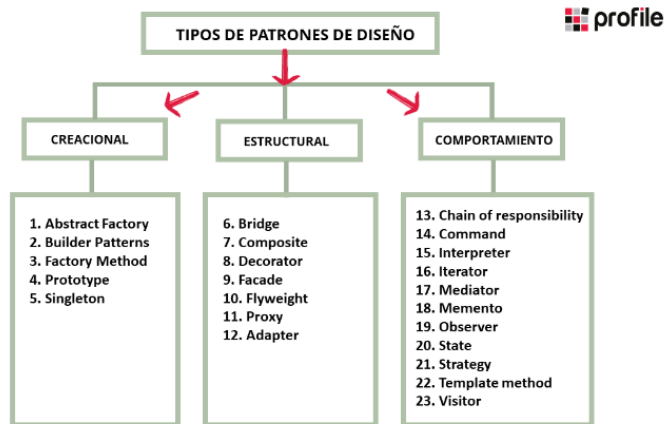 profile
TIPOS DE PATRONES DE DISEÑO
CREACIONAL
ESTRUCTURAL
COMPORTAMIENTO
1. Abstract Factory
2. Builder Patterns
3. Factory Method
4. Prototype
5. Singleton
6. Bridge
7. Composite
8. Decorator
9. Facade
10. Flyweight
11. Proxy
12. Adapter
13. Chain of responsibility
14. Command
15. Interpreter
16. Iterator
17. Mediator
18. Memento
19. Observer
20. State
21. Strategy
22. Template method
23. Visitor